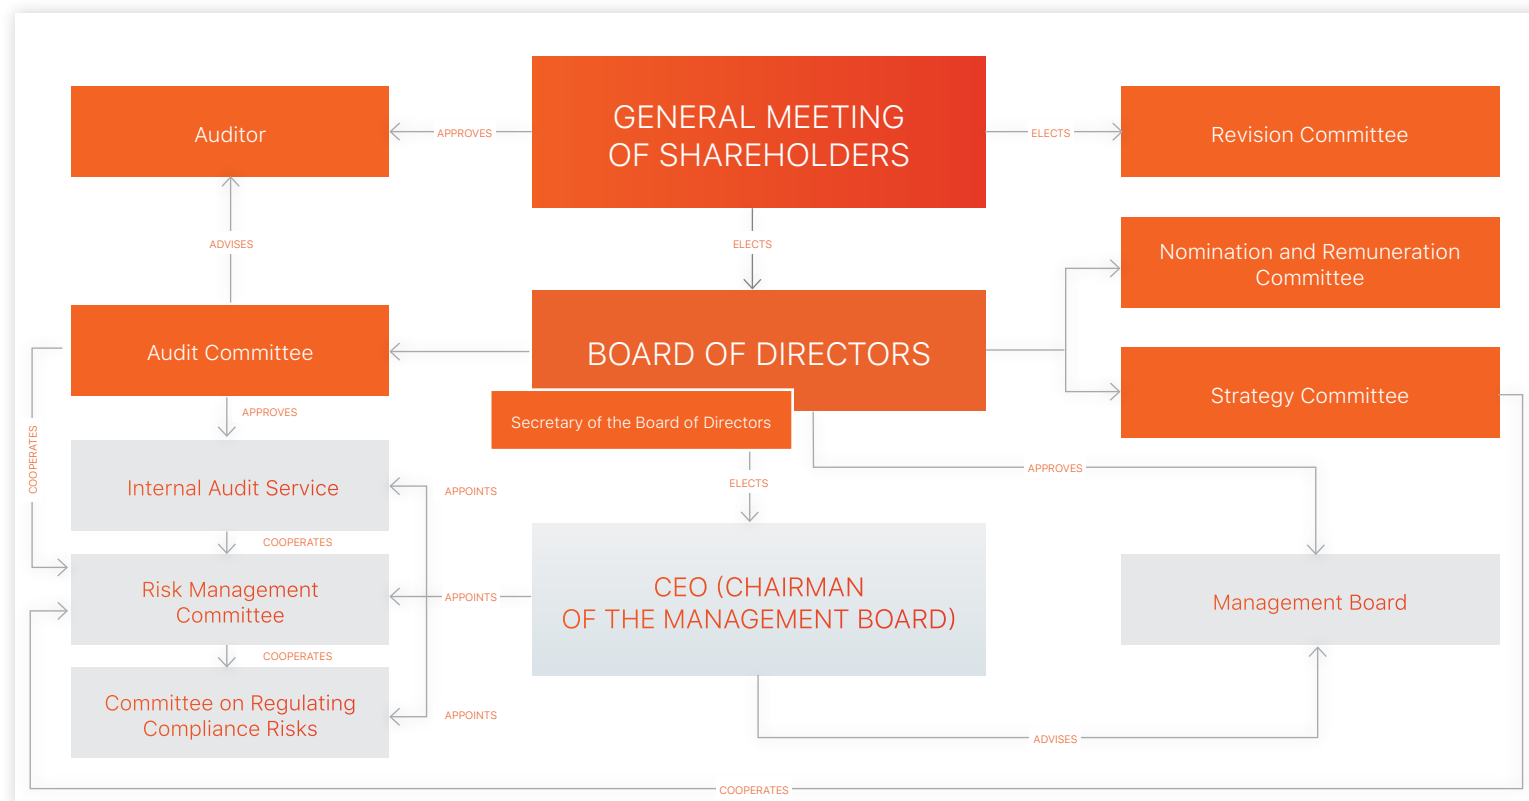 GENERAL MEETING
OF SHAREHOLDERS
Auditor
APPROVES
ELECTS
Revision Committee
ADVISES
ELECTS
Nomination and Remuneration
Committee
Audit Committee
BOARD OF DIRECTORS
Strategy Committee
APPROVES
Secretary of the Board of Directors
COOPERATES
APPROVES
Internal Audit Service
APPOINTS
ELECTS
COOPERATES
Risk Management
Committee
APPOINTS
CEO (CHAIRMAN
OF THE MANAGEMENT BOARD)
Management Board
COOPERATES
Committee on Regulating
Compliance Risks
APPOINTS
ADVISES
COOPERATES